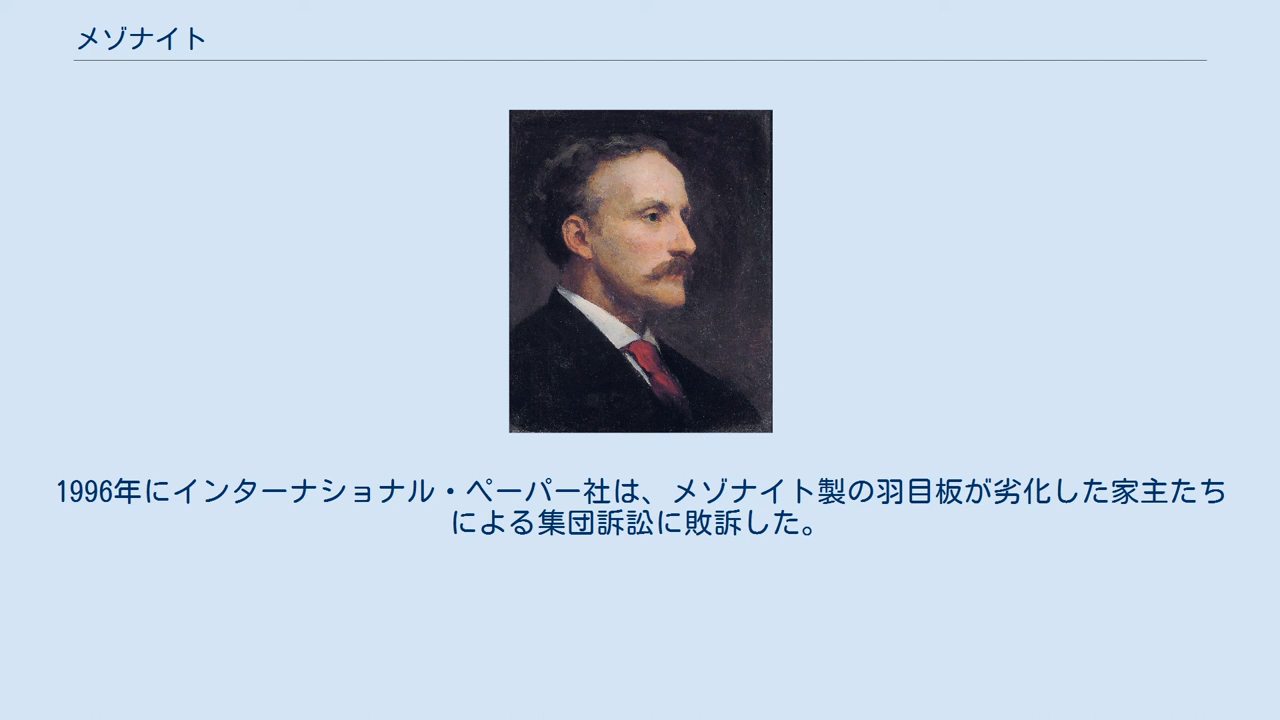 メゾナイト
1996年にインターナショナル・ペーパー社は、メゾナイト製の羽目板が劣化した家主たち
による集団訴訟に敗訴した。